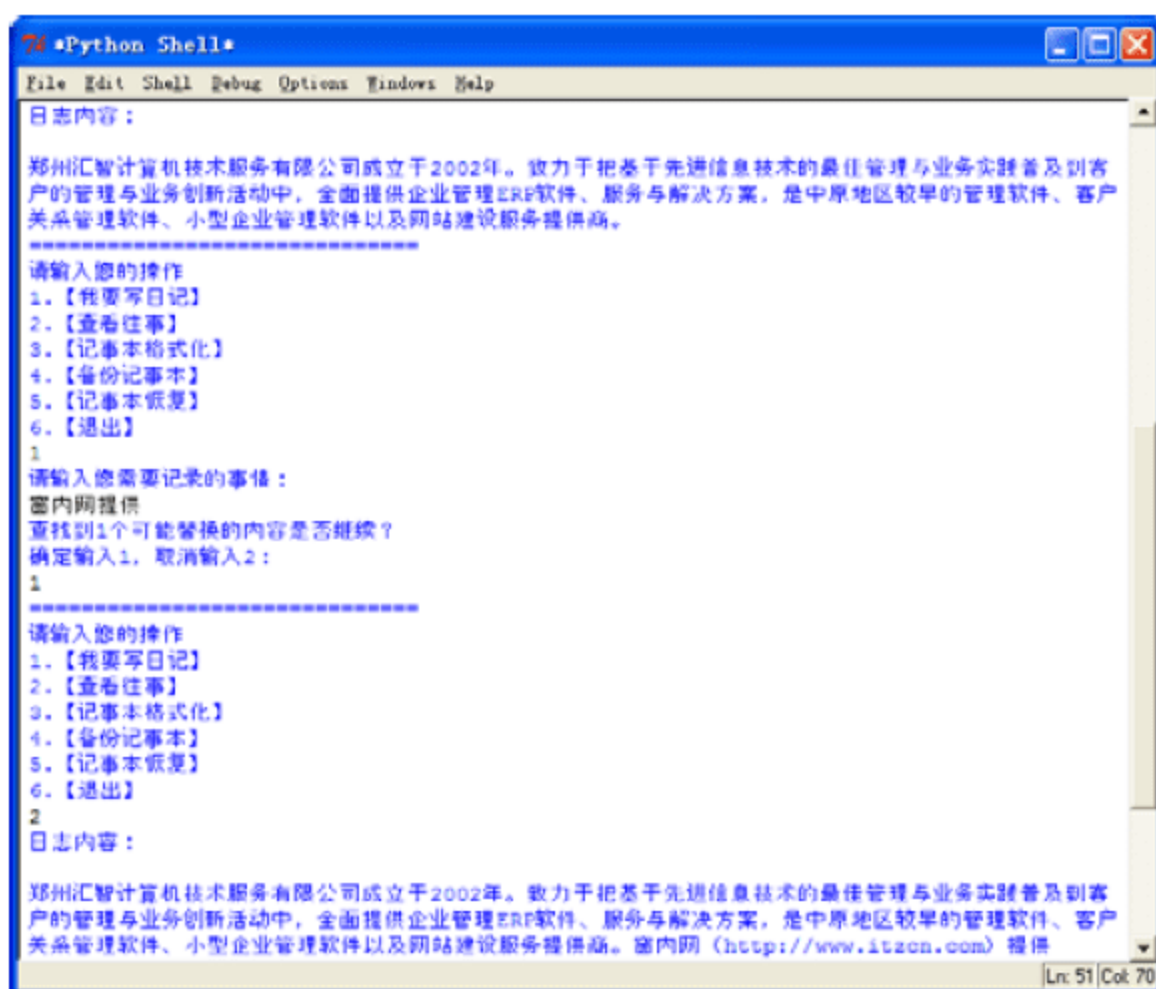 *Python Shell*
File Edit Shell Debug Options Windows Help
日志内容：
郑州汇智计算机技术服务有限公司成立于2002年。致力于把基于先进信息技术的最佳管理与业务实践普及到客
户的管理与业务创新活动中，全面提供企业管理ERP软件、服务与解决方案，是中原地区较早的管理软件、客户
关系管理软件、小型企业管理软件以及网站建设服务提供商。
==============================
请输入您的操作
1.【我要写日记】
2.【查看往事】
3.【记事本格式化】
4.【备份记事本】
5.【记事本恢复】
6.【退出】
1
请输入您需要记录的事情：
窗内网提供
查找到1个可能替换的内容是否继续？
确定输入1，取消输入2：
1
==============================
请输入您的操作
1.【我要写日记】
2.【查看往事】
3.【记事本格式化】
4.【备份记事本】
5.【记事本恢复】
6.【退出】
2
日志内容：
郑州汇智计算机技术服务有限公司成立于2002年。致力于把基于先进信息技术的最佳管理与业务实践普及到客
户的管理与业务创新活动中，全面提供企业管理ERP软件、服务与解决方案，是中原地区较早的管理软件、客户
关系管理软件、小型企业管理软件以及网站建设服务提供商。窗内网（http://www.itzcn.com）提供
Ln: 51 Col: 70